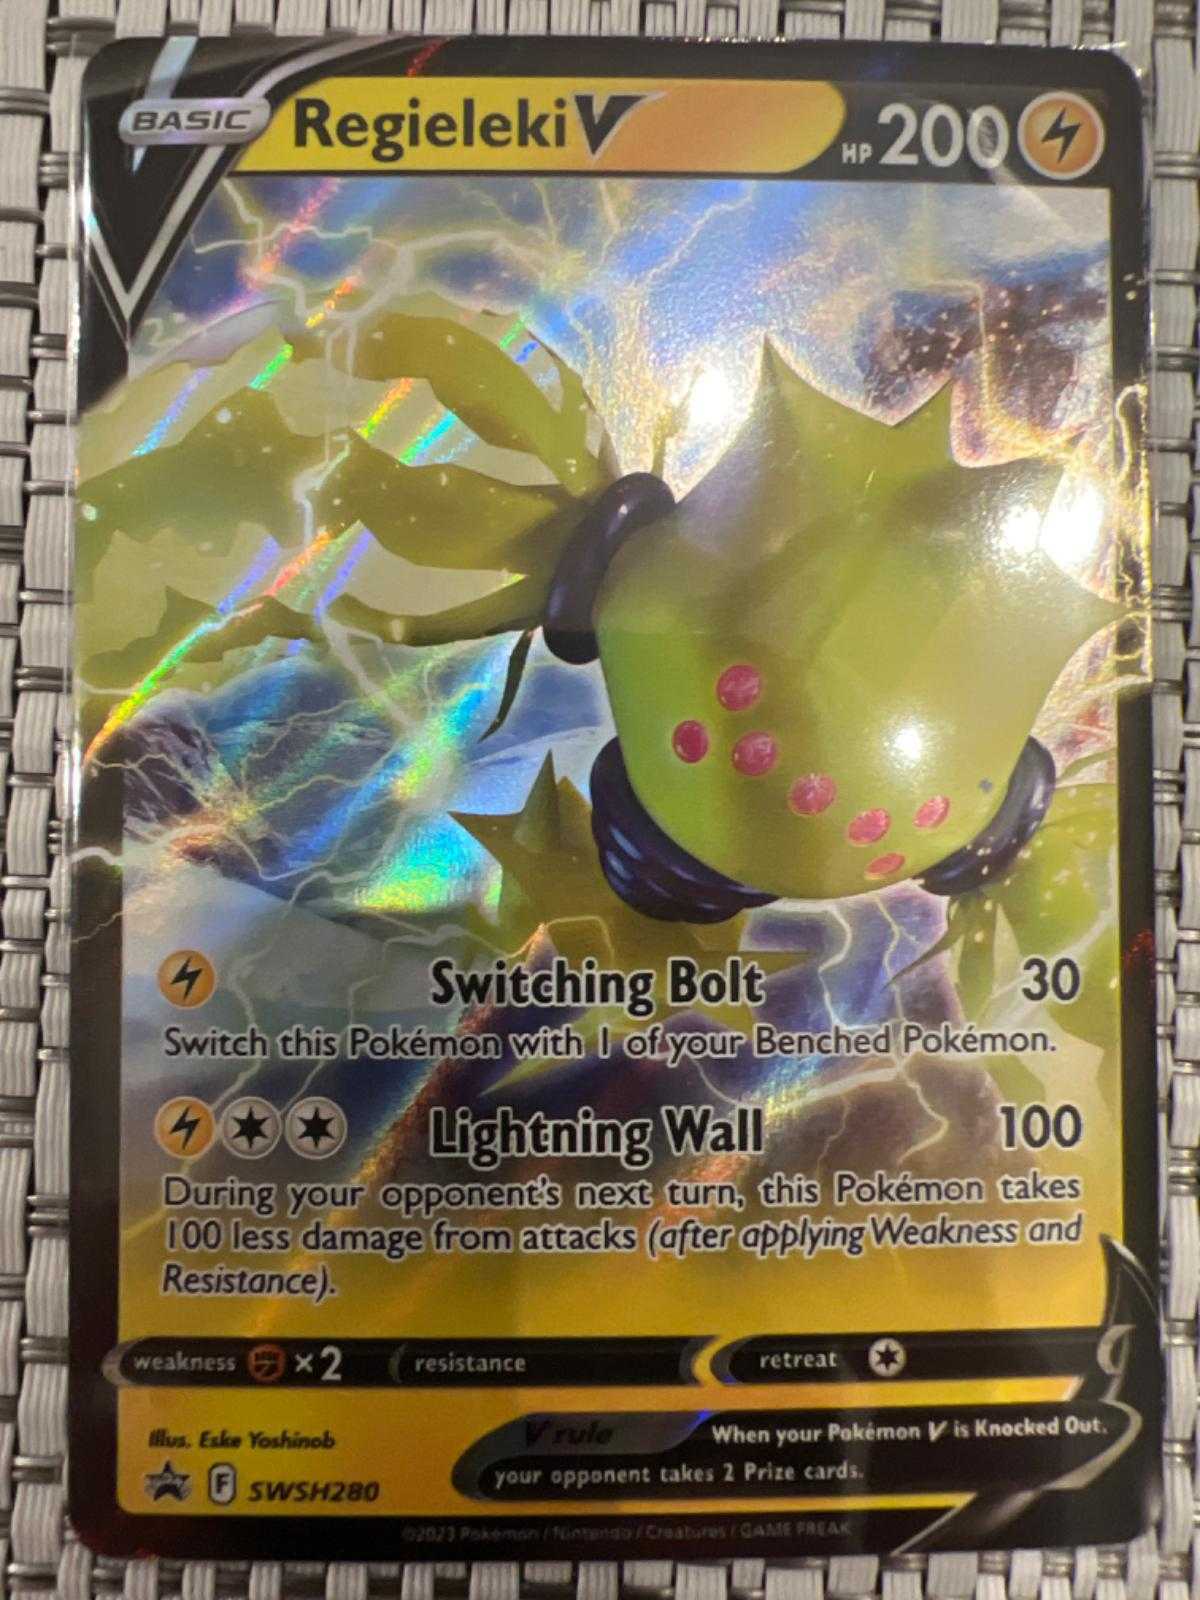 BASIC
Regieleki V
HP 200
Switching Bolt 30
Switch this Pokémon with 1 of your Benched Pokémon.
Lightning Wall 100
During your opponent's next turn, this Pokémon takes
100 less damage from attacks (after applying Weakness and
Resistance).
weakness ×2 resistance retreat
Illus. Eske Yoshinob
V rule When your Pokémon V is Knocked Out,
your opponent takes 2 Prize cards.
F SWSH280
©2023 Pokémon / Nintendo / Creatures / GAME FREAK